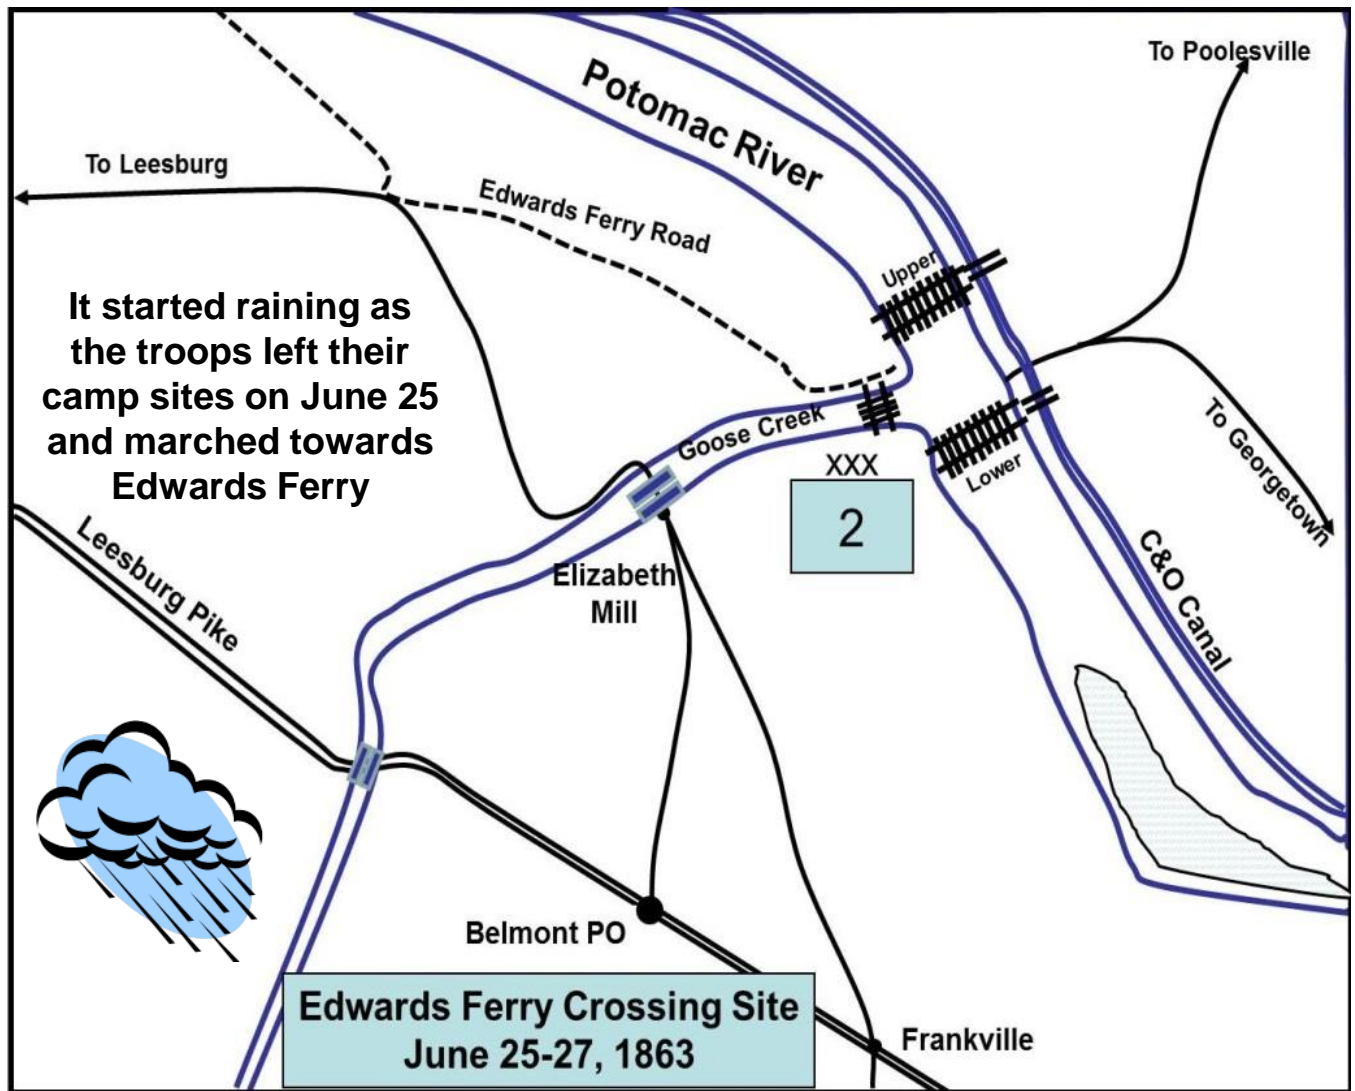 To Poolesville
Potomac River
To Leesburg
Edwards Ferry Road
Upper
It started raining as
the troops left their
camp sites on June 25
and marched towards
Edwards Ferry
To Georgetown
Goose Creek
Lower
XXX
2
Leesburg Pike
C&O Canal
Elizabeth
Mill
Belmont PO
Edwards Ferry Crossing Site
June 25-27, 1863
Frankville